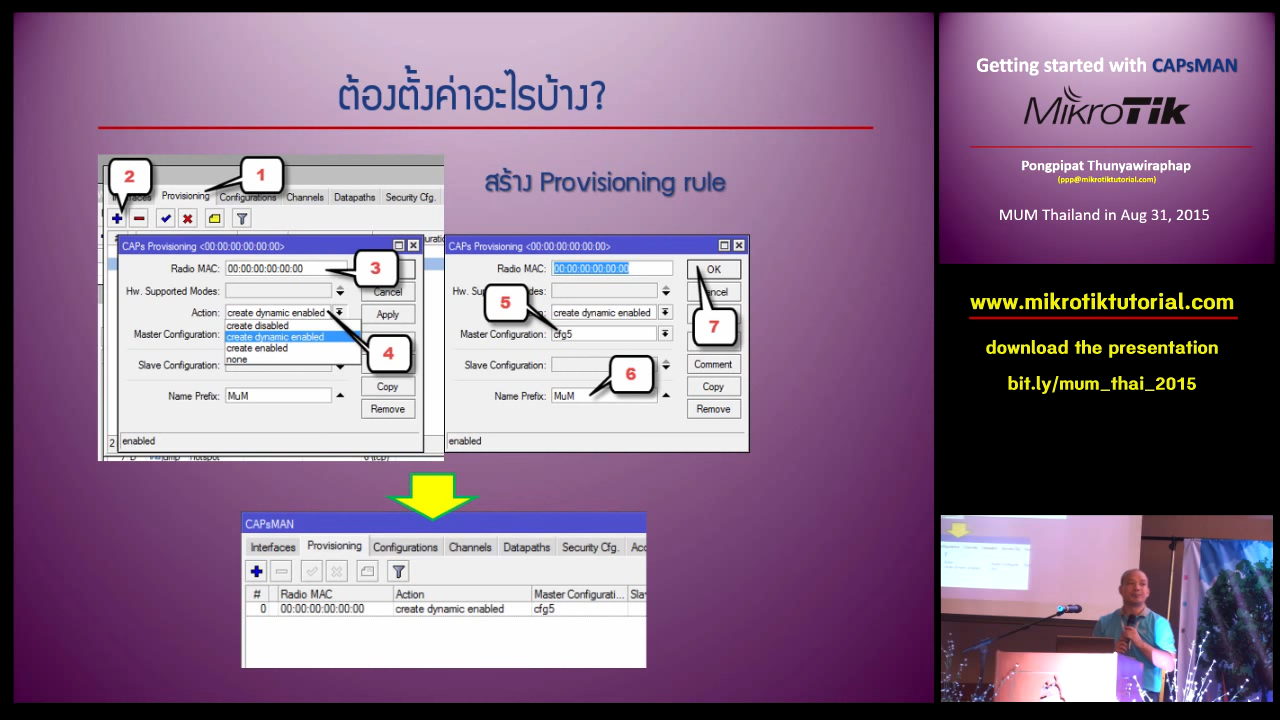 ต้องตั้งค่าอะไรบ้าง?
สร้าง Provisioning rule
1
2
Provisioning Configurations Channels Datapaths Security Cfg.
CAPs Provisioning <00:00:00:00:00:00>
Radio MAC: 00:00:00:00:00:00
3
Hw. Supported Modes:
Cancel
Action: create dynamic enabled
Apply
create disabled
create dynamic enabled
create enabled
none
Master Configuration:
4
Slave Configuration:
Copy
Name Prefix: MuM
Remove
enabled
CAPs Provisioning <00:00:00:00:00:00>
Radio MAC: 00:00:00:00:00:00
OK
5
create dynamic enabled
7
Master Configuration: cfg5
Slave Configuration:
Comment
6
Copy
Name Prefix: MuM
Remove
enabled
CAPsMAN
Interfaces Provisioning Configurations Channels Datapaths Security Cfg. Acc
# Radio MAC Action Master Configurati... Sla
0 00:00:00:00:00:00 create dynamic enabled cfg5
Getting started with CAPsMAN
MikroTik
Pongpipat Thunyawiraphap
(ppp@mikrotiktutorial.com)
MUM Thailand in Aug 31, 2015
www.mikrotiktutorial.com
download the presentation
bit.ly/mum_thai_2015